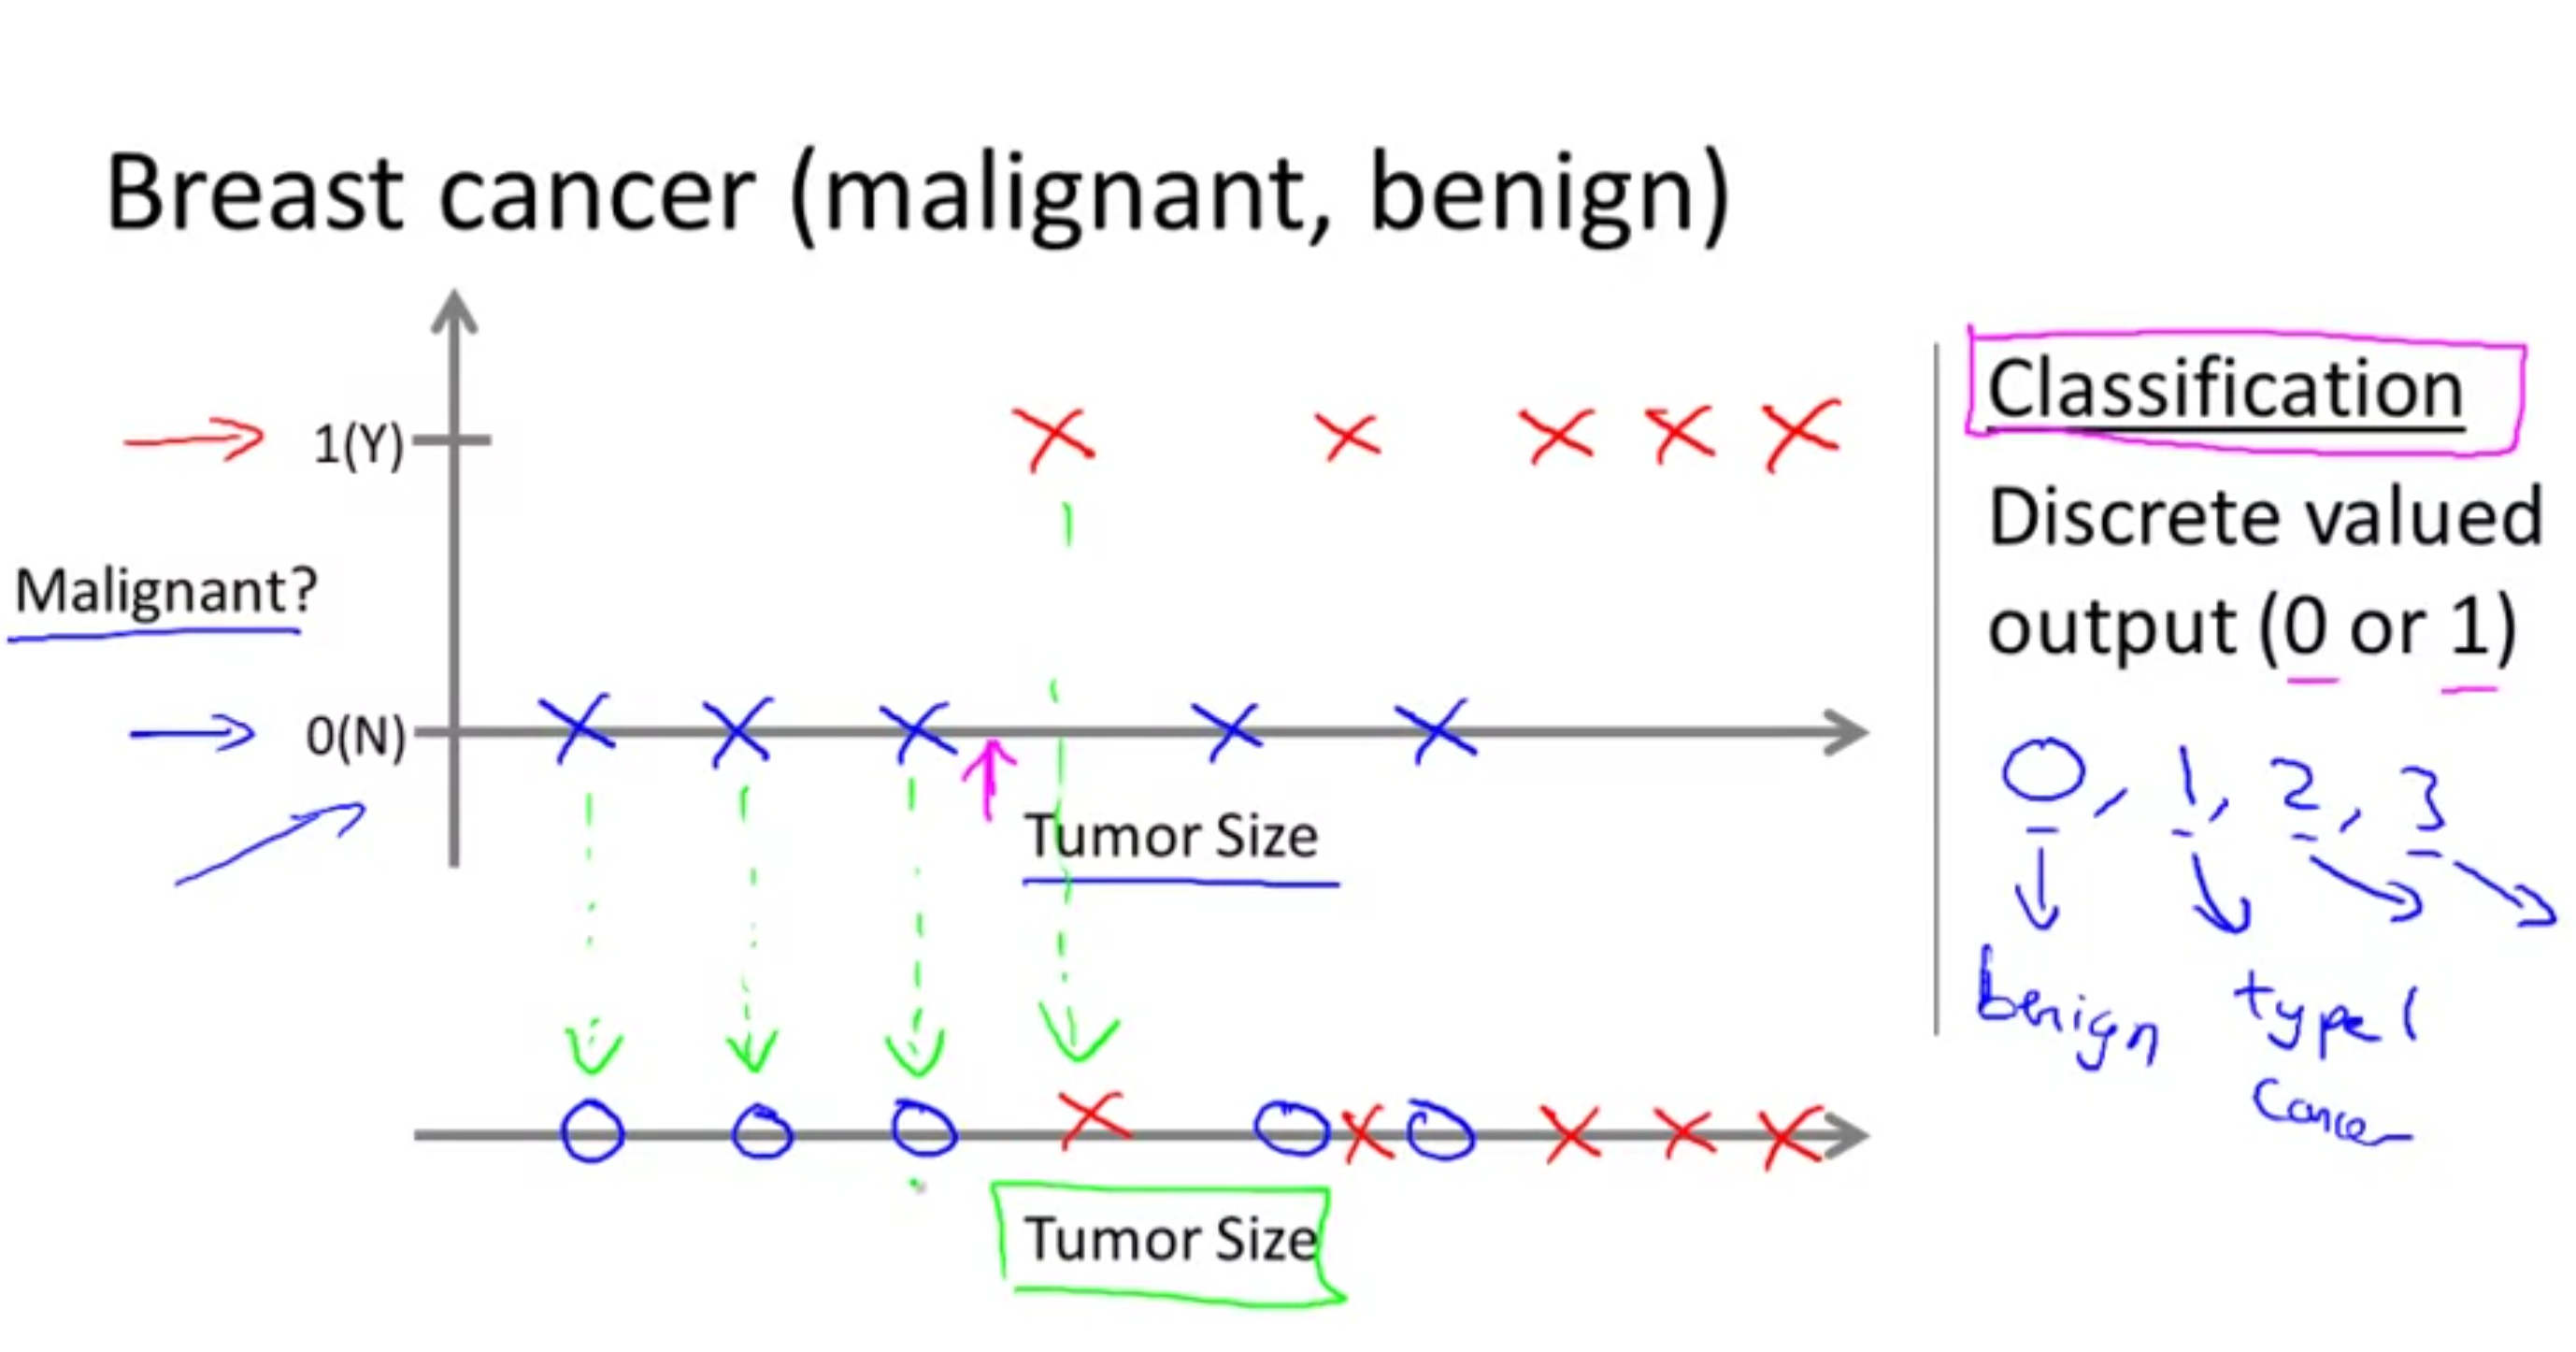 Breast cancer (malignant, benign)
1(Y)
Malignant?
0(N)
Tumor Size
Tumor Size
Classification
Discrete valued
output (0 or 1)
0, 1, 2, 3
benign
type 1
cancer